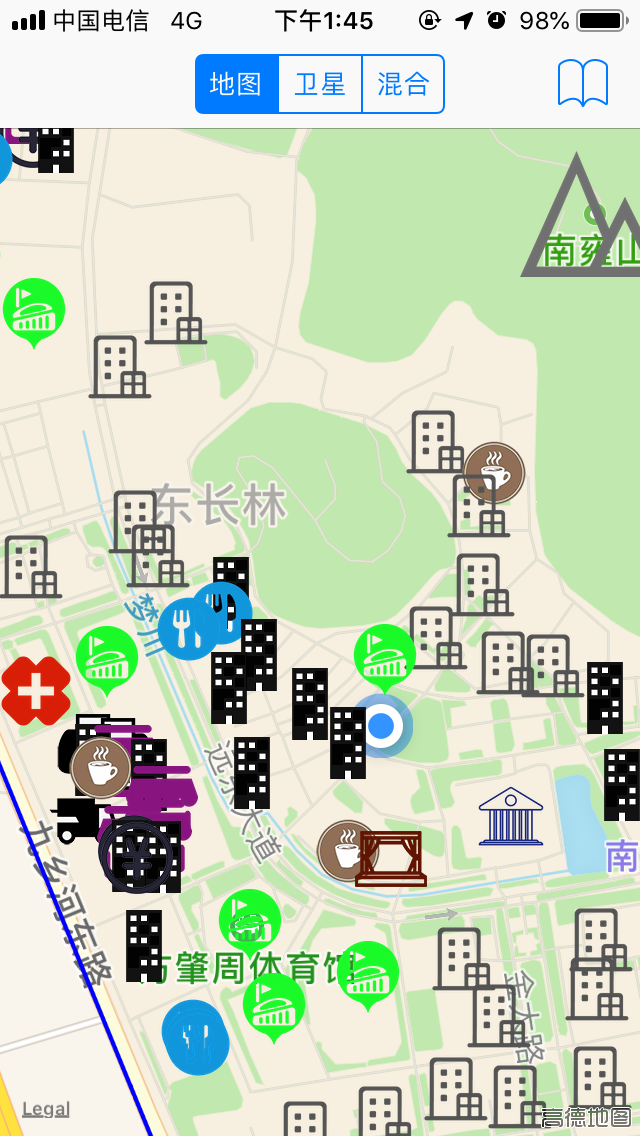 中国电信 4G 下午1:45 98%
地图 卫星 混合
南雍山
东长林
梦川
远东大道
九乡河东路
南
方肇周体育馆
金大路
Legal
高德地图